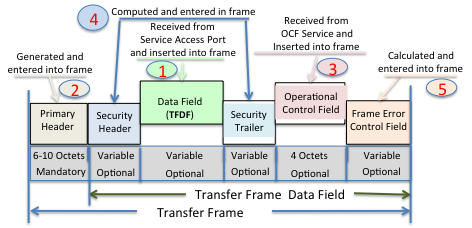 4
Computed and entered in frame
Received from
Service Access Port
and inserted into frame
Received from
OCF Service and
Inserted into frame
Generated and
entered into frame
Calculated and
entered into frame
1
2
3
5
Primary
Header
Security
Header
Data Field
(TFDF)
Security
Trailer
Operational
Control Field
Frame Error
Control Field
6-10 Octets
Mandatory
Variable
Optional
Variable
Optional
Variable
Optional
4 Octets
Optional
Variable
Optional
Transfer Frame Data Field
Transfer Frame